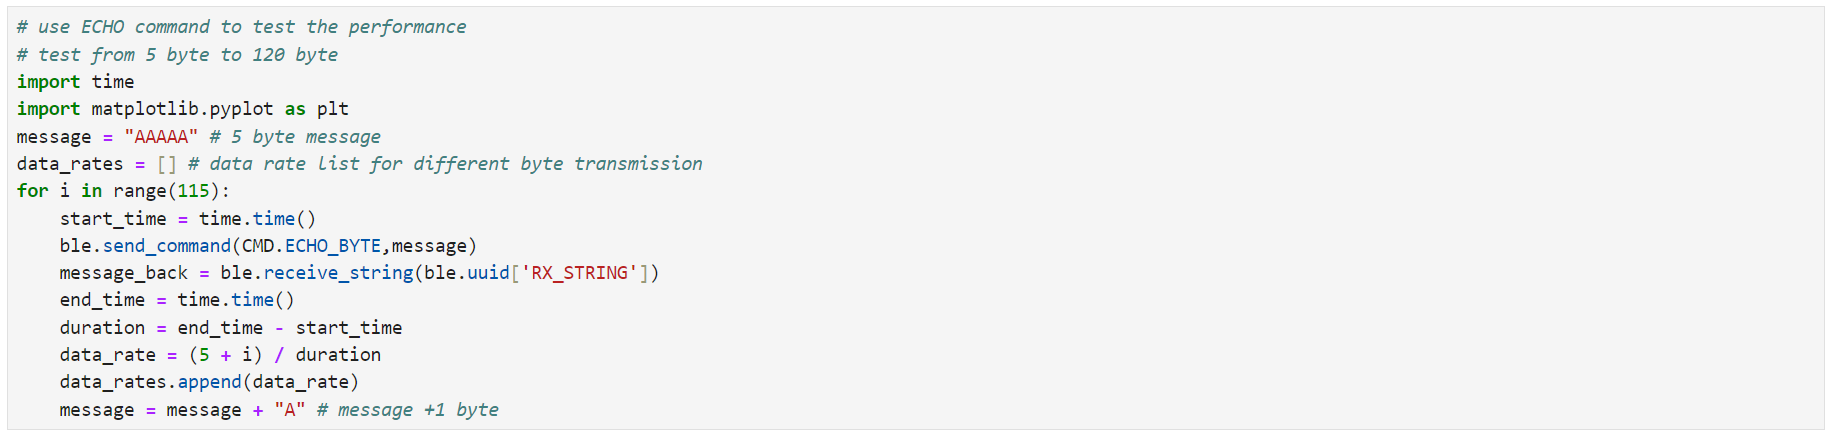 # use ECHO command to test the performance
# test from 5 byte to 120 byte
import time
import matplotlib.pyplot as plt
message = "AAAAA" # 5 byte message
data_rates = [] # data rate list for different byte transmission
for i in range(115):
    start_time = time.time()
    ble.send_command(CMD.ECHO_BYTE,message)
    message_back = ble.receive_string(ble.uuid['RX_STRING'])
    end_time = time.time()
    duration = end_time - start_time
    data_rate = (5 + i) / duration
    data_rates.append(data_rate)
    message = message + "A" # message +1 byte